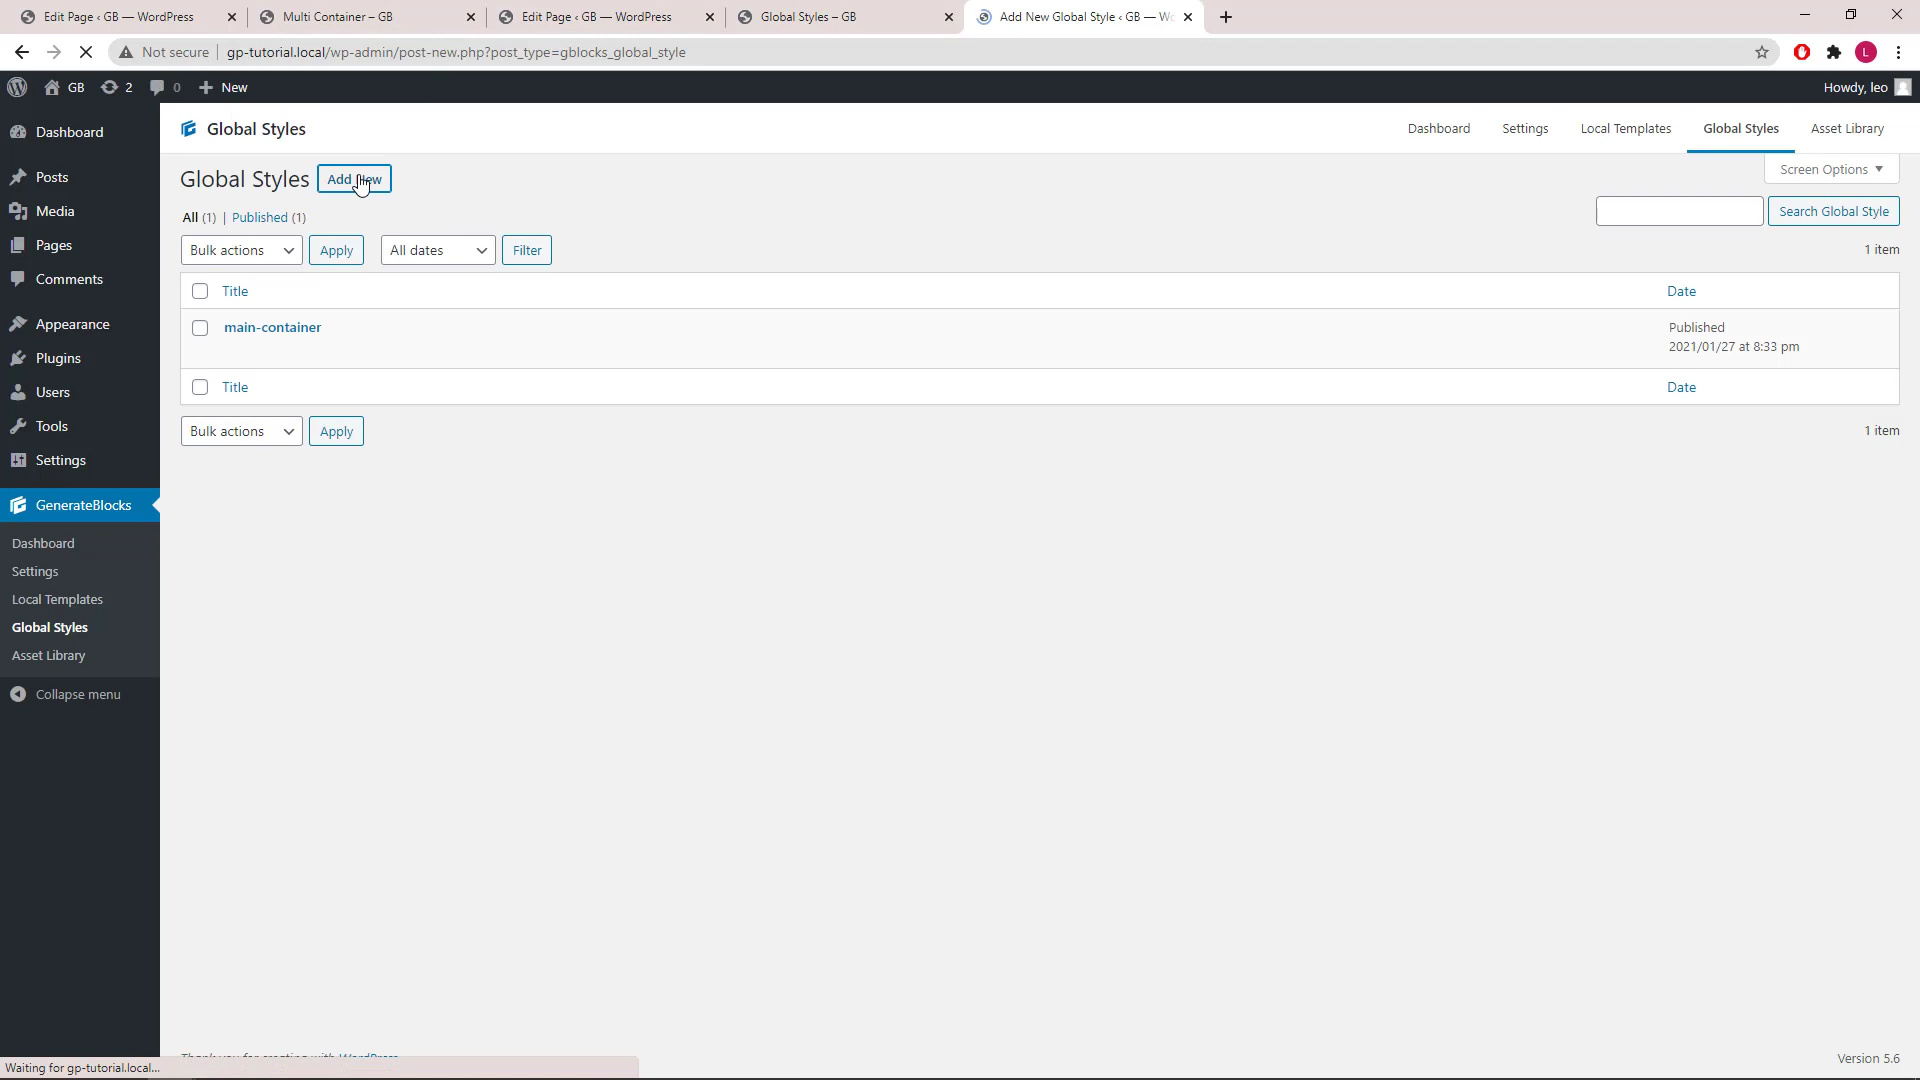 Edit Page ‹ GB — WordPress
Multi Container – GB
Edit Page ‹ GB — WordPress
Global Styles – GB
Add New Global Style ‹ GB — Wo
Not secure
gp-tutorial.local/wp-admin/post-new.php?post_type=gblocks_global_style
L
GB
2
0
New
Howdy, leo
Dashboard
Posts
Media
Pages
Comments
Appearance
Plugins
Users
Tools
Settings
GenerateBlocks
Dashboard
Settings
Local Templates
Global Styles
Asset Library
Collapse menu
Global Styles
Dashboard
Settings
Local Templates
Global Styles
Asset Library
Global Styles
Add New
Screen Options
All (1) | Published (1)
Search Global Style
Bulk actions
Apply
All dates
Filter
1 item
Title
Date
main-container
Published
2021/01/27 at 8:33 pm
Title
Date
Bulk actions
Apply
1 item
Thank you for creating with WordPress
Version 5.6
Waiting for gp-tutorial.local...